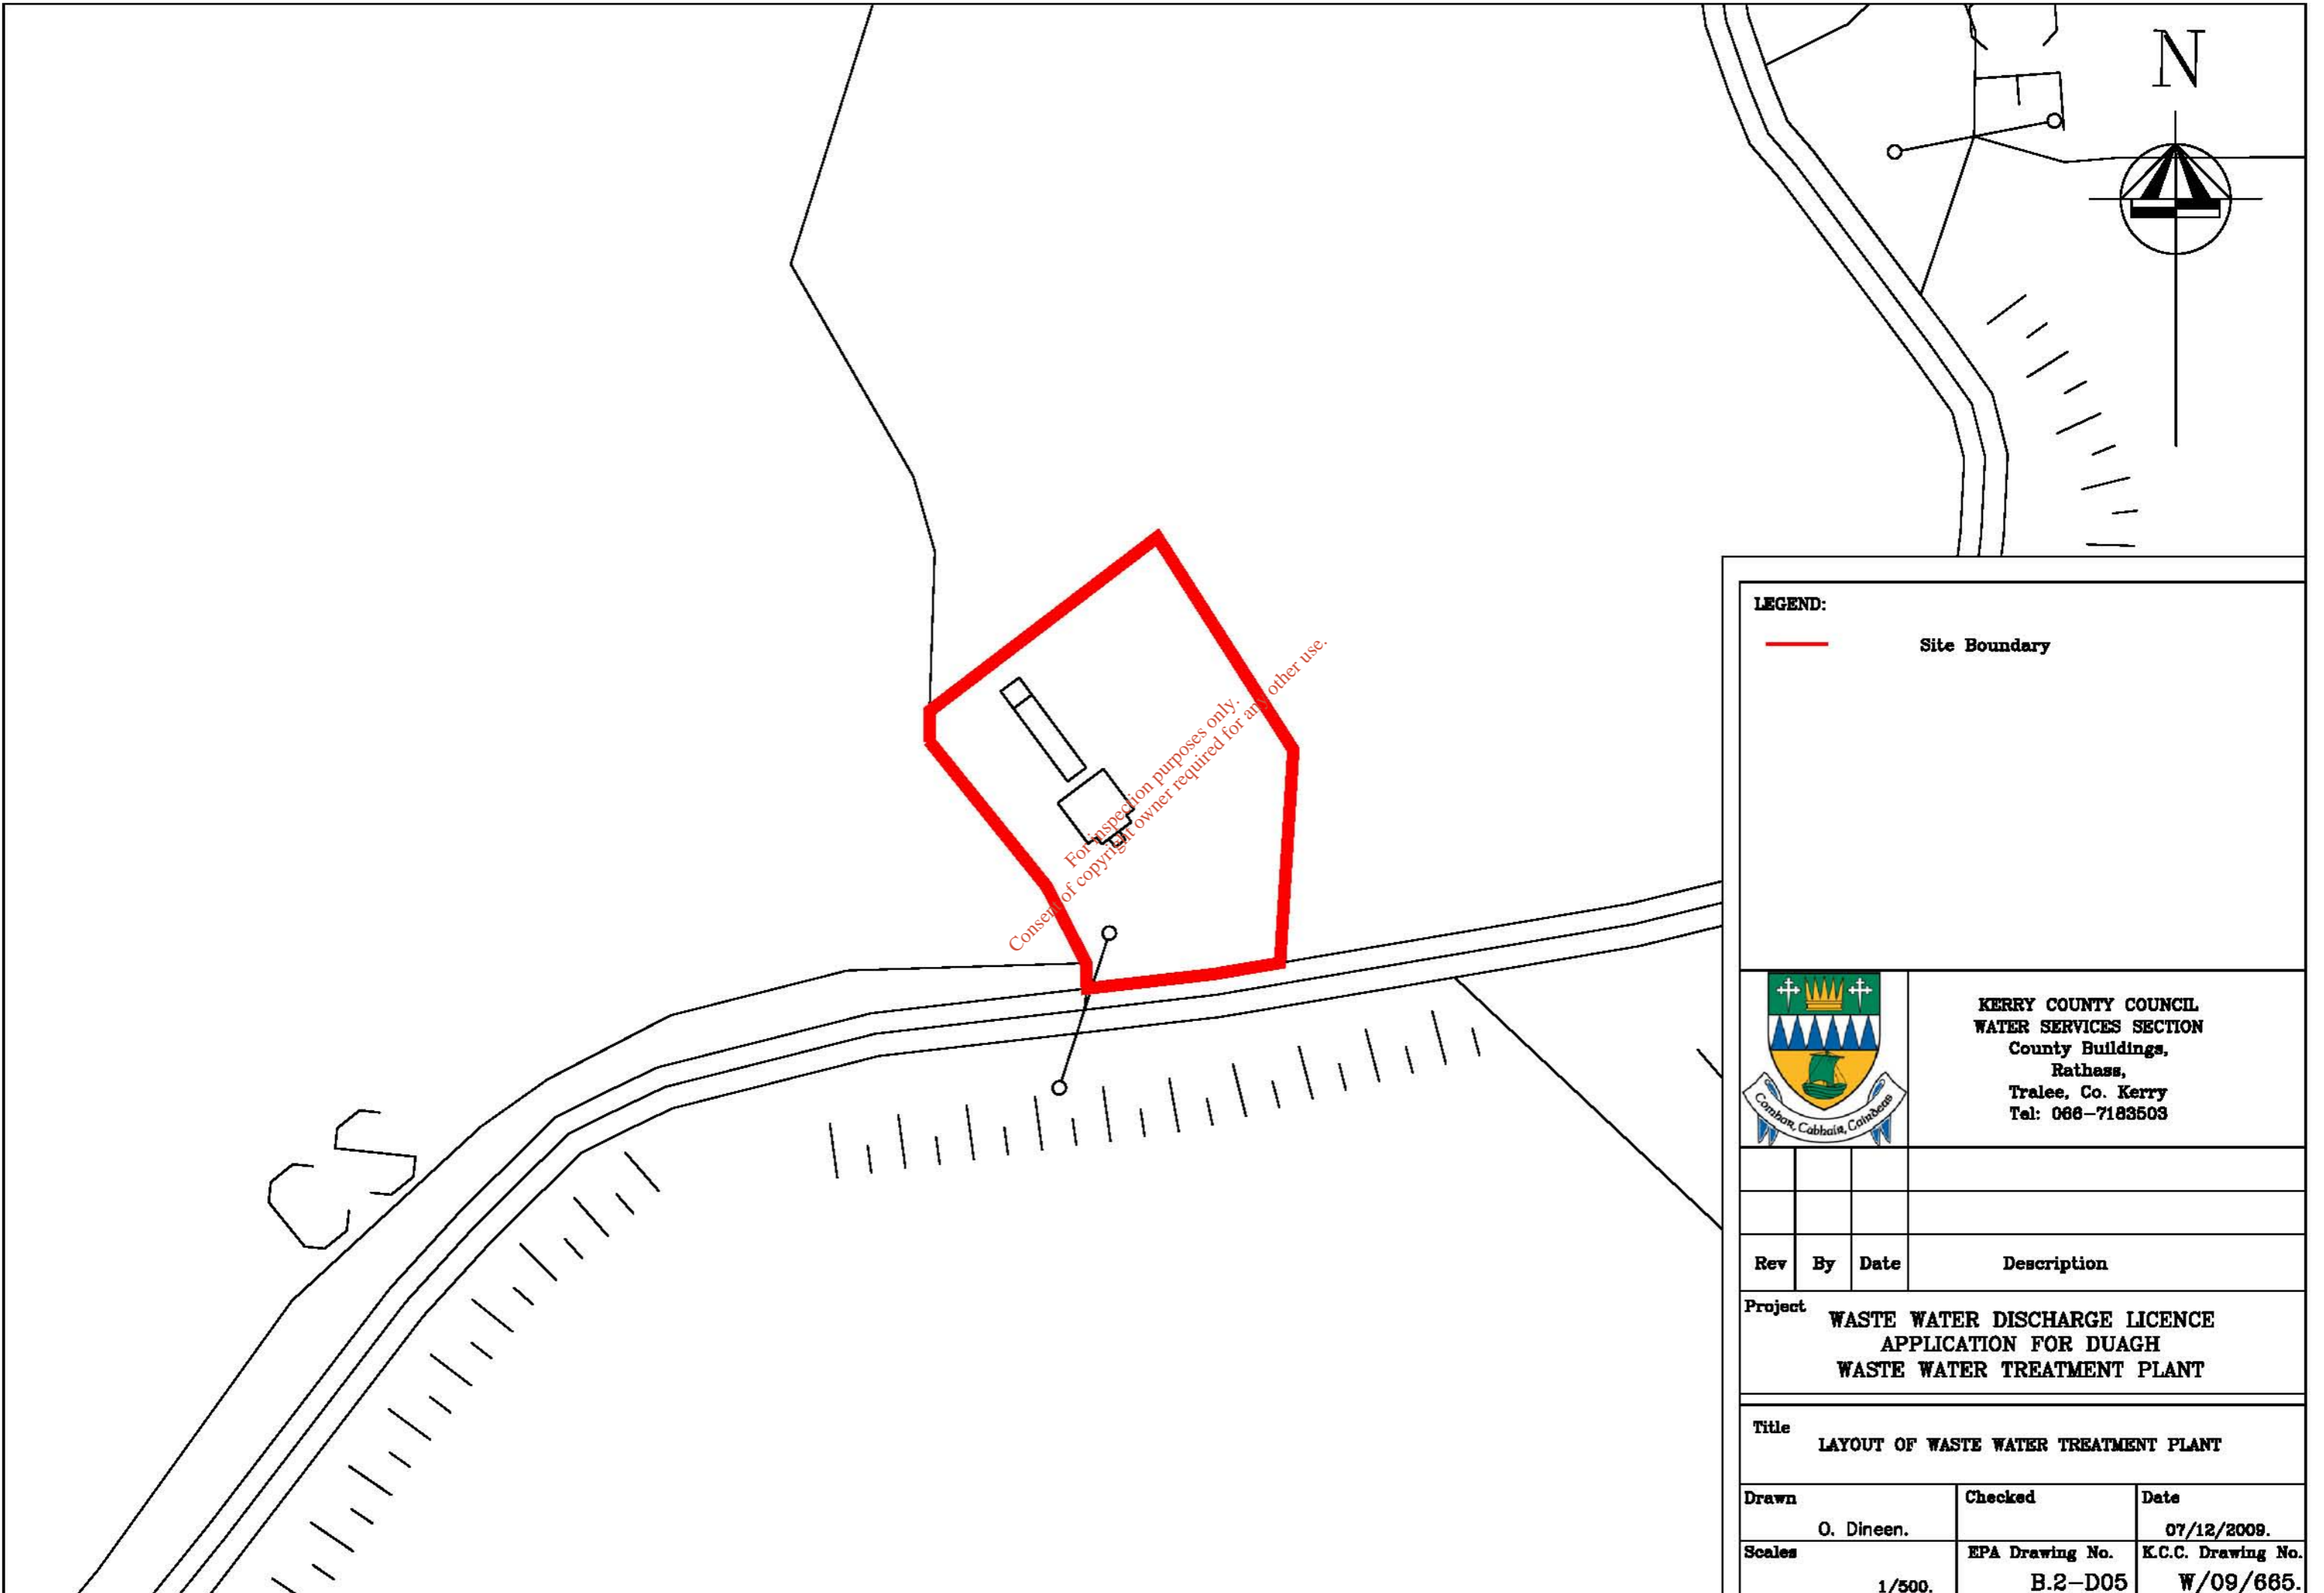 N
For inspection purposes only.
Consent of copyright owner required for any other use.
CS
LEGEND:
Site Boundary
Comhar, Cabhair, Cairdeas
KERRY COUNTY COUNCIL
WATER SERVICES SECTION
County Buildings,
Rathass,
Tralee, Co. Kerry
Tel: 066-7183503
Rev By Date Description
Project
WASTE WATER DISCHARGE LICENCE
APPLICATION FOR DUAGH
WASTE WATER TREATMENT PLANT
Title
LAYOUT OF WASTE WATER TREATMENT PLANT
Drawn Checked Date
O. Dineen. 07/12/2009.
Scales EPA Drawing No. K.C.C. Drawing No.
1/500. B.2-D05 W/09/665.